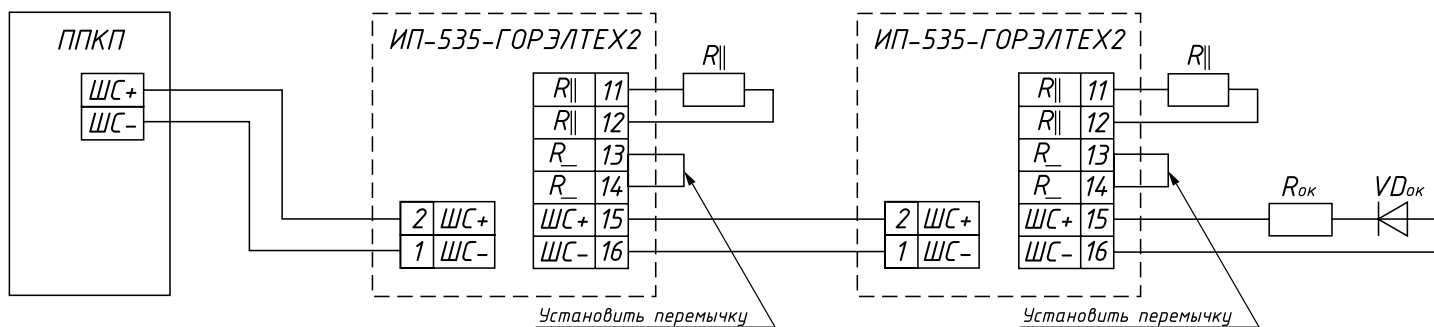 ППКП
ШС+
ШС-
ИП-535-ГОРЭЛТЕХ2
R|| 11
R|| 12
R_ 13
R_ 14
2 ШС+ ШС+ 15
1 ШС- ШС- 16
R||
Установить перемычку
ИП-535-ГОРЭЛТЕХ2
R|| 11
R|| 12
R_ 13
R_ 14
2 ШС+ ШС+ 15
1 ШС- ШС- 16
R||
Rок
VDок
Установить перемычку